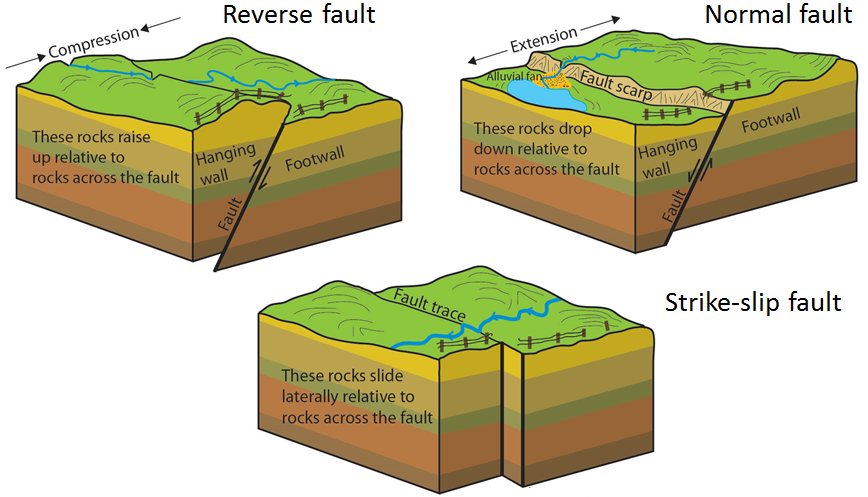 Reverse fault
Compression
These rocks raise
up relative to
rocks across the fault
Hanging
wall
Footwall
Fault
Normal fault
Extension
Alluvial fan
Fault scarp
These rocks drop
down relative to
rocks across the fault
Hanging
wall
Footwall
Fault
Strike-slip fault
Fault trace
These rocks slide
laterally relative to
rocks across the fault